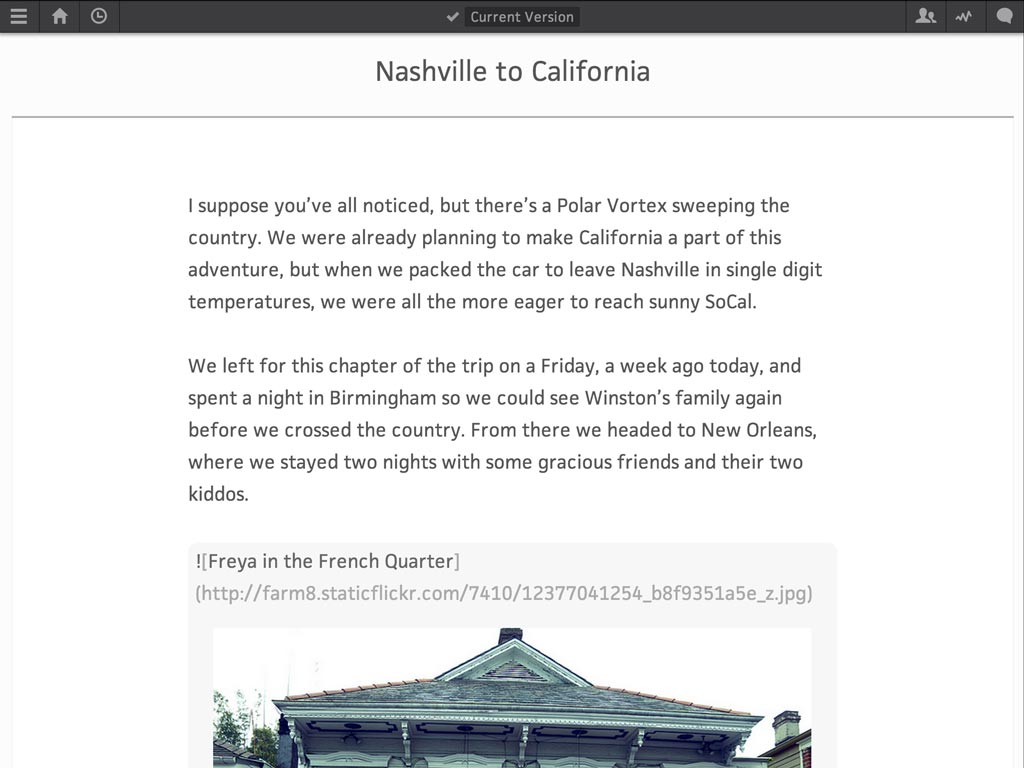 Current Version
Nashville to California
I suppose you’ve all noticed, but there’s a Polar Vortex sweeping the
country. We were already planning to make California a part of this
adventure, but when we packed the car to leave Nashville in single digit
temperatures, we were all the more eager to reach sunny SoCal.
We left for this chapter of the trip on a Friday, a week ago today, and
spent a night in Birmingham so we could see Winston’s family again
before we crossed the country. From there we headed to New Orleans,
where we stayed two nights with some gracious friends and their two
kiddos.
![Freya in the French Quarter]
(http://farm8.staticflickr.com/7410/12377041254_b8f9351a5e_z.jpg)